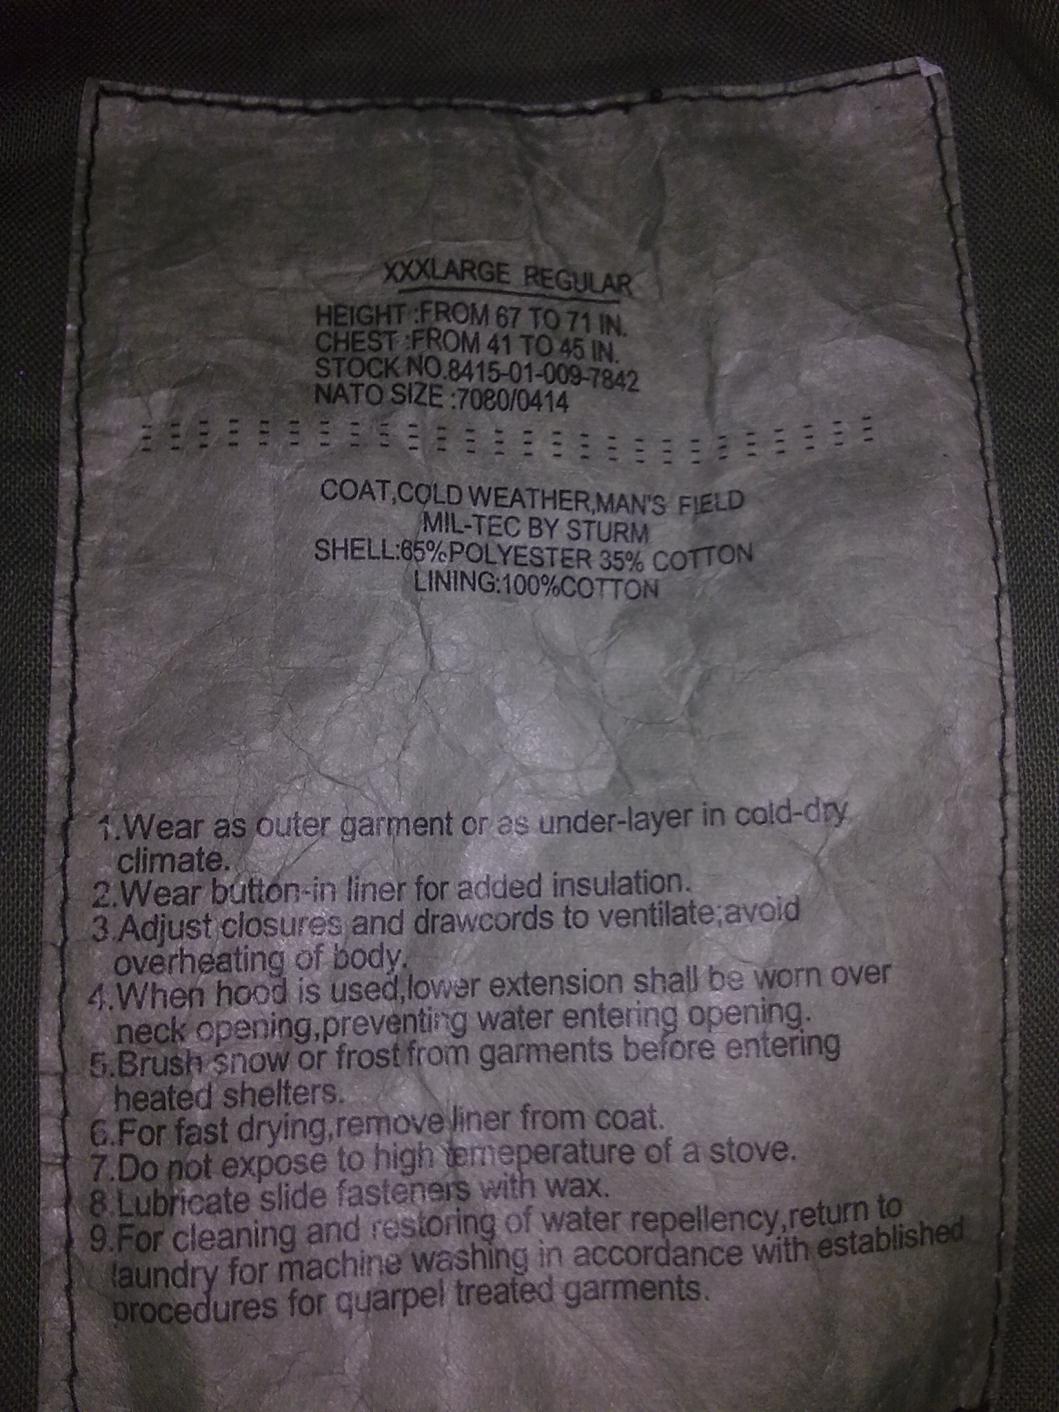 XXXLARGE REGULAR
HEIGHT :FROM 67 TO 71 IN.
CHEST :FROM 41 TO 45 IN.
STOCK NO.8415-01-009-7842
NATO SIZE :7080/0414
COAT,COLD WEATHER,MAN'S FIELD
MIL-TEC BY STURM
SHELL:65%POLYESTER 35% COTTON
LINING:100%COTTON
1.Wear as outer garment or as under-layer in cold-dry
climate.
2.Wear button-in liner for added insulation.
3.Adjust closures and drawcords to ventilate;avoid
overheating of body.
4.When hood is used,lower extension shall be worn over
neck opening,preventing water entering opening.
5.Brush snow or frost from garments before entering
heated shelters.
6.For fast drying,remove liner from coat.
7.Do not expose to high temeperature of a stove.
8.Lubricate slide fasteners with wax.
9.For cleaning and restoring of water repellency,return to
laundry for machine washing in accordance with established
procedures for quarpel treated garments.